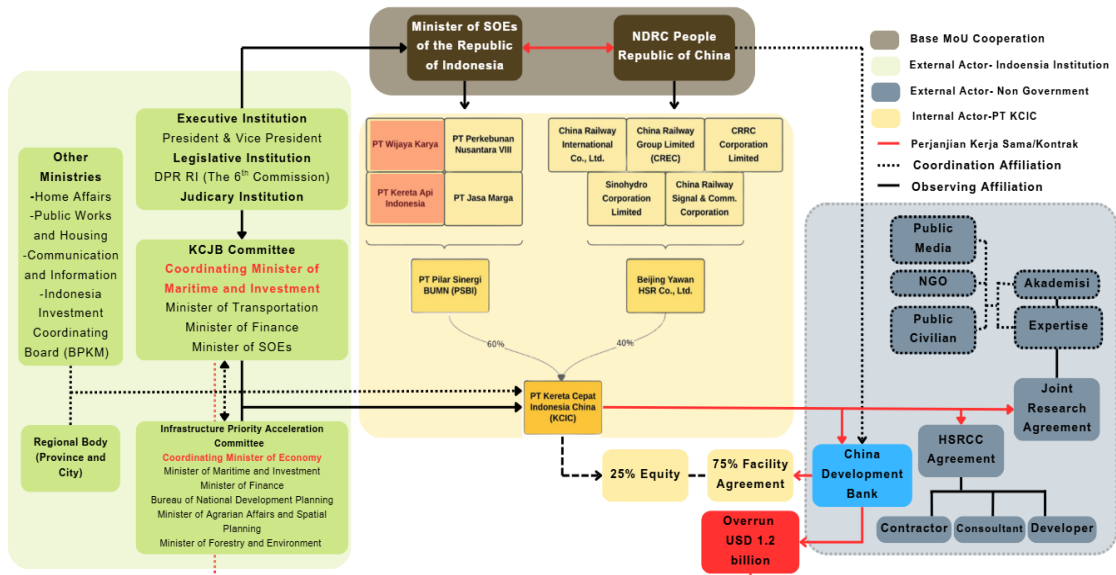 Minister of SOEs
of the Republic
of Indonesia
NDRC People
Republic of China
Base MoU Cooperation
External Actor- Indoensia Institution
External Actor- Non Government
Internal Actor-PT KCIC
Perjanjian Kerja Sama/Kontrak
Coordination Affiliation
Observing Affiliation
Other
Ministries
-Home Affairs
-Public Works
and Housing
-Communication
and Information
-Indonesia
Investment
Coordinating
Board (BPKM)
Regional Body
(Province and
City)
Executive Institution
President & Vice President
Legislative Institution
DPR RI (The 6th Commission)
Judicary Institution
KCJB Committee
Coordinating Minister of
Maritime and Investment
Minister of Transportation
Minister of Finance
Minister of SOEs
Infrastructure Priority Acceleration
Committee
Coordinating Minister of Economy
Minister of Maritime and Investment
Minister of Finance
Bureau of National Development Planning
Minister of Agrarian Affairs and Spatial
Planning
Minister of Forestry and Environment
PT Wijaya Karya
PT Perkebunan
Nusantara VIII
PT Kereta Api
Indonesia
PT Jasa Marga
China Railway
International
Co., Ltd.
China Railway
Group Limited
(CREC)
CRRC
Corporation
Limited
Sinohydro
Corporation
Limited
China Railway
Signal & Comm.
Corporation
PT Pilar Sinergi
BUMN (PSBI)
Beijing Yawan
HSR Co., Ltd.
60%
40%
PT Kereta Cepat
Indonesia China
(KCIC)
25% Equity
75% Facility
Agreement
China
Development
Bank
Overrun
USD 1.2
billion
Public
Media
NGO
Public
Civilian
Akademisi
Expertise
Joint
Research
Agreement
HSRCC
Agreement
Contractor
Consoultant
Developer